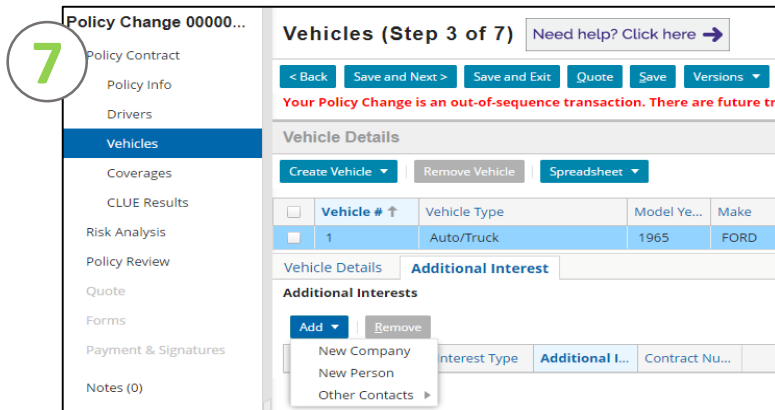 7
Policy Change 00000...
Policy Contract
Policy Info
Drivers
Vehicles
Coverages
CLUE Results
Risk Analysis
Policy Review
Quote
Forms
Payment & Signatures
Notes (0)
Vehicles (Step 3 of 7) Need help? Click here
< Back Save and Next > Save and Exit Quote Save Versions
Your Policy Change is an out-of-sequence transaction. There are future tr
Vehicle Details
Create Vehicle Remove Vehicle Spreadsheet
Vehicle # Vehicle Type Model Ye... Make
1 Auto/Truck 1965 FORD
Vehicle Details Additional Interest
Additional Interests
Add Remove
Interest Type Additional I... Contract Nu...
New Company
New Person
Other Contacts